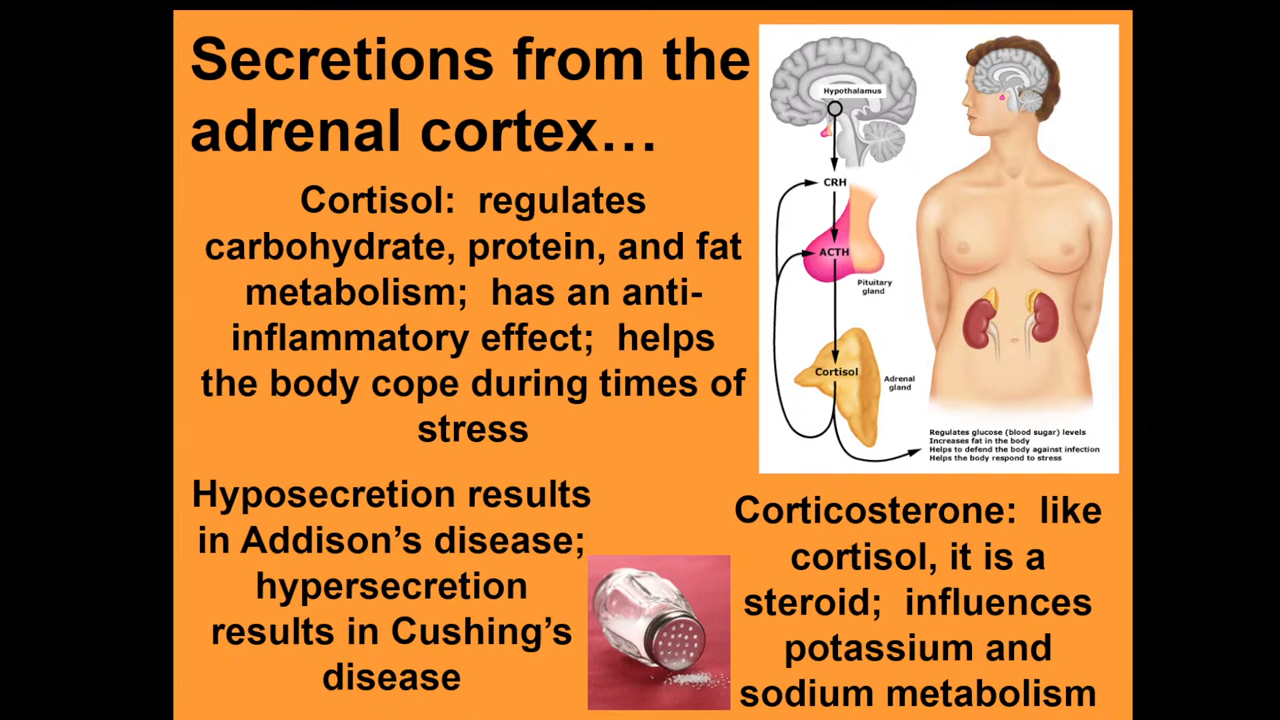 Secretions from the
adrenal cortex…
Cortisol: regulates
carbohydrate, protein, and fat
metabolism; has an anti-
inflammatory effect; helps
the body cope during times of
stress
Hyposecretion results
in Addison’s disease;
hypersecretion
results in Cushing’s
disease
Hypothalamus
CRH
ACTH
Pituitary
gland
Cortisol
Adrenal
gland
Regulates glucose (blood sugar) levels
Increases fat in the body
Helps to defend the body against infection
Helps the body respond to stress
Corticosterone: like
cortisol, it is a
steroid; influences
potassium and
sodium metabolism